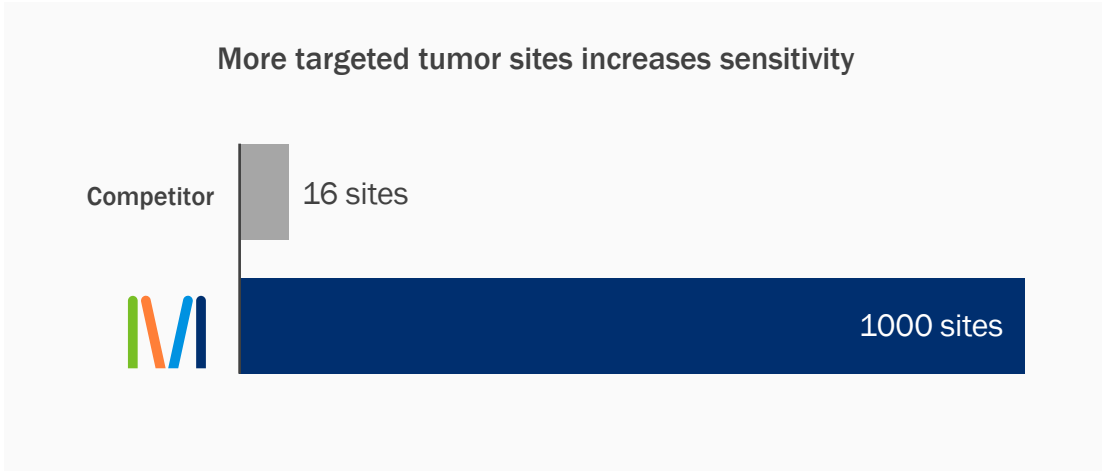 More targeted tumor sites increases sensitivity
Competitor
16 sites
1000 sites